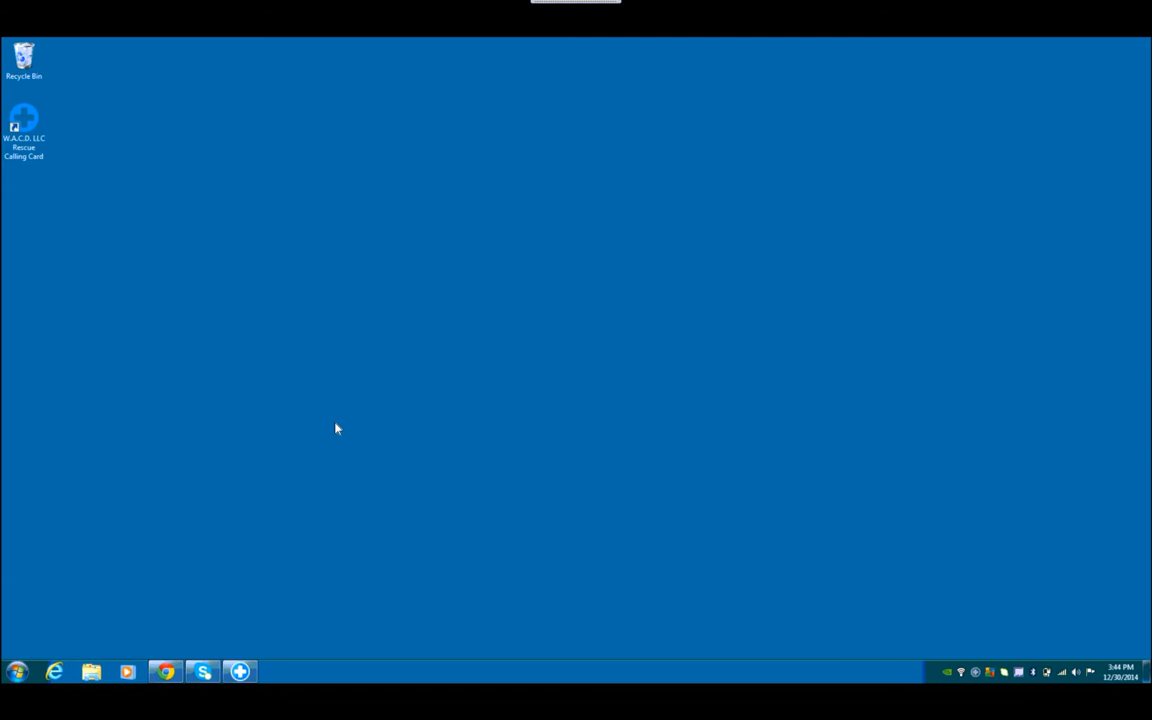 Recycle Bin
W.A.C.D. LLC
Rescue
Calling Card
3:44 PM
12/30/2014